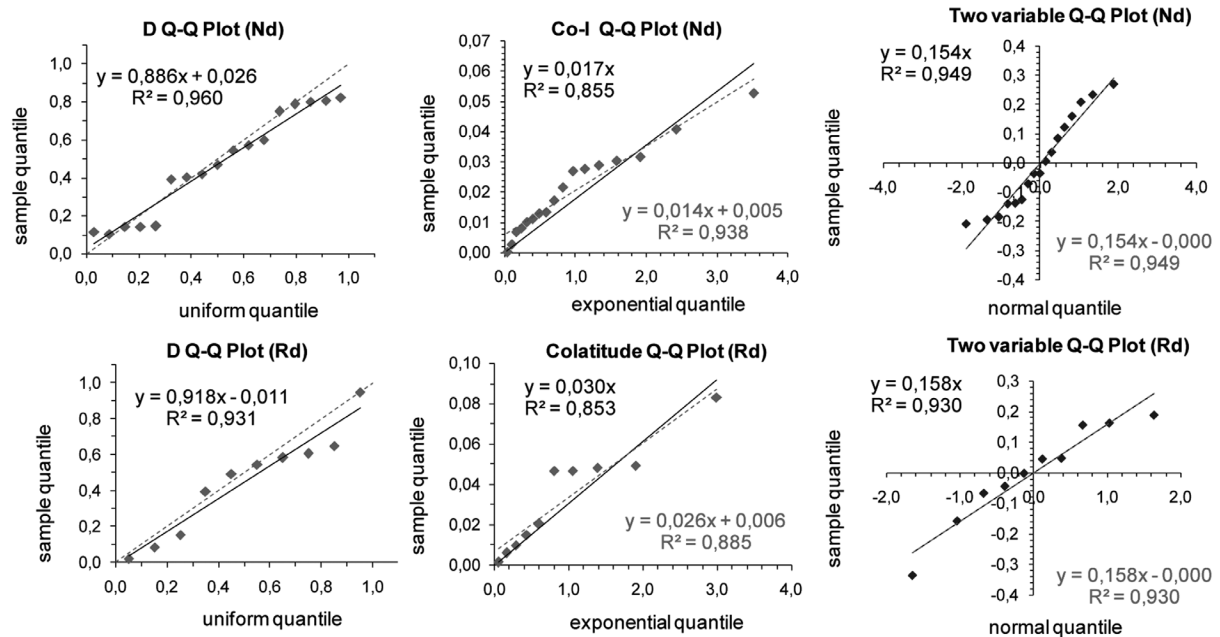 D Q-Q Plot (Nd)
y = 0,886x + 0,026
R² = 0,960
sample quantile
1,0
0,8
0,6
0,4
0,2
0,0
0,0 0,2 0,4 0,6 0,8 1,0
uniform quantile
Co-I Q-Q Plot (Nd)
y = 0,017x
R² = 0,855
sample quantile
0,07
0,06
0,05
0,04
0,03
0,02
0,01
0,00
y = 0,014x + 0,005
R² = 0,938
0,0 1,0 2,0 3,0 4,0
exponential quantile
Two variable Q-Q Plot (Nd)
y = 0,154x
R² = 0,949
sample quantile
0,4
0,3
0,2
0,1
0,0
-4,0 -2,0 0,0 2,0 4,0
-0,1
-0,2
-0,3
-0,4
y = 0,154x - 0,000
R² = 0,949
normal quantile
D Q-Q Plot (Rd)
y = 0,918x - 0,011
R² = 0,931
sample quantile
1,0
0,8
0,6
0,4
0,2
0,0
0,0 0,2 0,4 0,6 0,8 1,0
uniform quantile
Colatitude Q-Q Plot (Rd)
y = 0,030x
R² = 0,853
sample quantile
0,10
0,08
0,06
0,04
0,02
0,00
y = 0,026x + 0,006
R² = 0,885
0,0 1,0 2,0 3,0 4,0
exponential quantile
Two variable Q-Q Plot (Rd)
y = 0,158x
R² = 0,930
sample quantile
0,3
0,2
0,1
0,0
-2,0 -1,0 0,0 1,0 2,0
-0,1
-0,2
-0,3
-0,4
y = 0,158x - 0,000
R² = 0,930
normal quantile